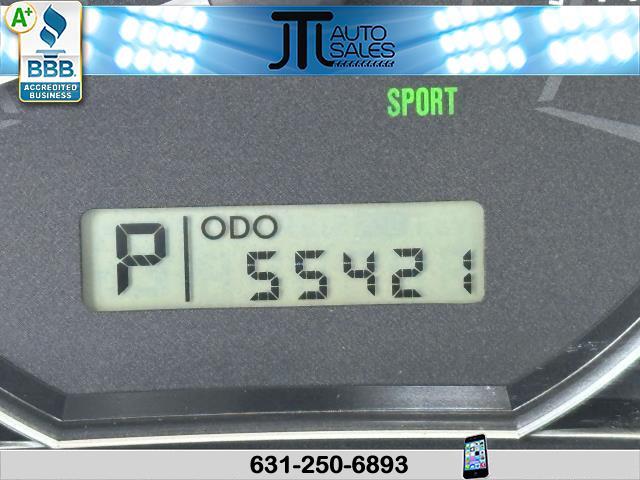 A+
BBB.
ACCREDITED
BUSINESS
JTL AUTO
SALES
SPORT
P ODO
55421
631-250-6893